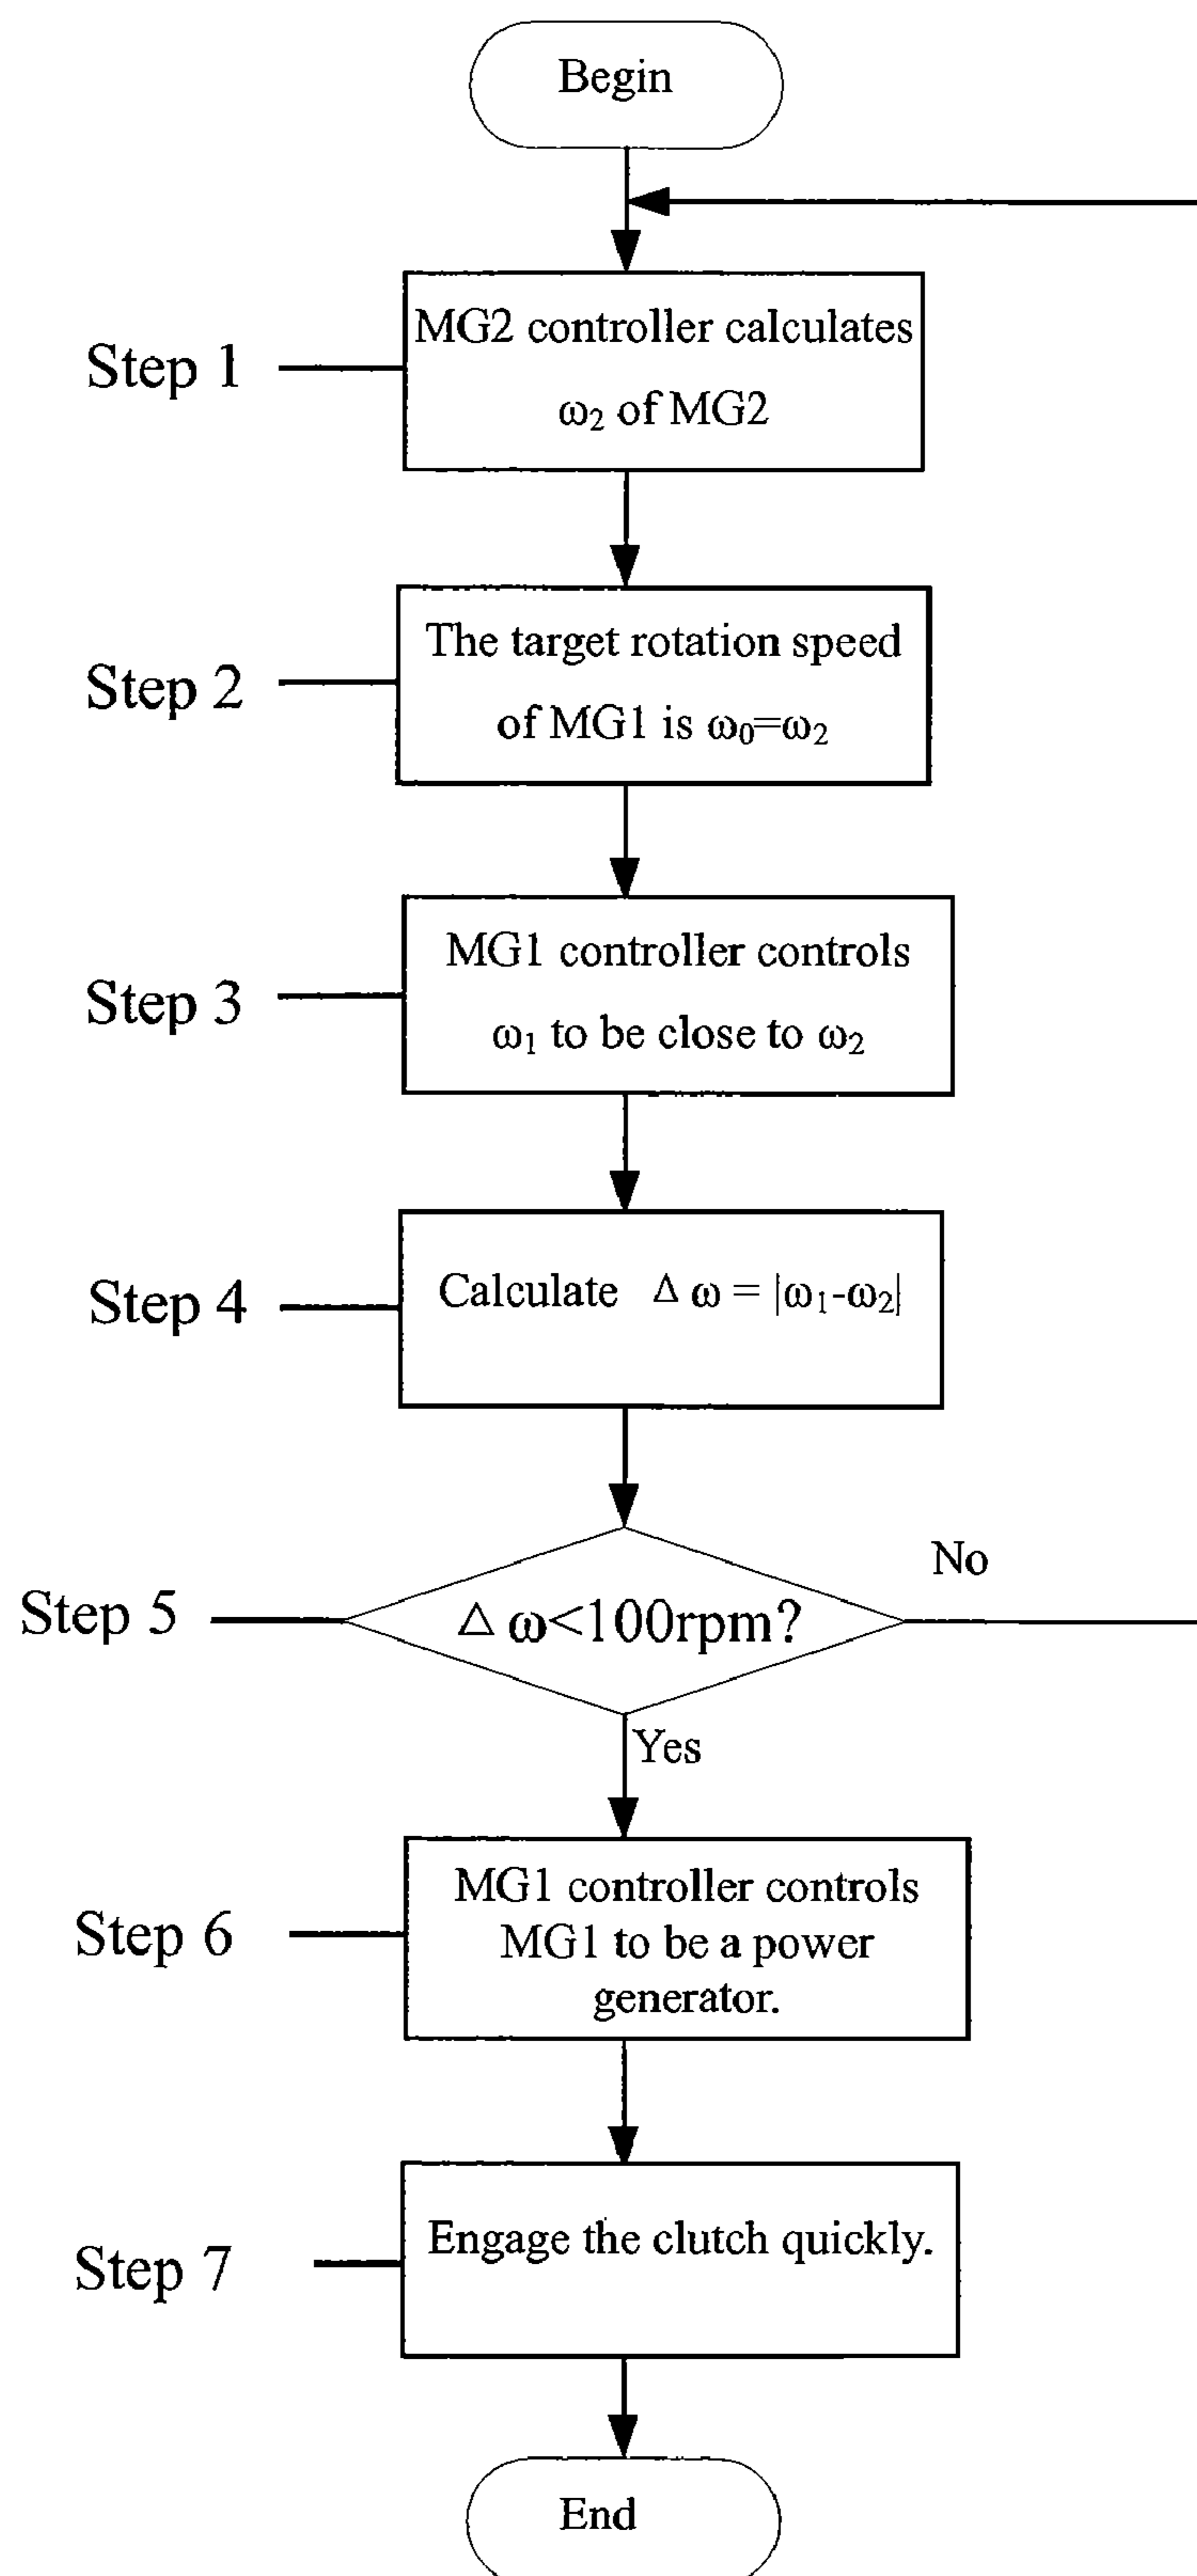 Begin
MG2 controller calculates
ω₂ of MG2
Step 1
The target rotation speed
of MG1 is ω₀=ω₂
Step 2
MG1 controller controls
ω₁ to be close to ω₂
Step 3
Calculate Δ ω = |ω₁-ω₂|
Step 4
No
Step 5
Δ ω<100rpm?
Yes
MG1 controller controls
MG1 to be a power
generator.
Step 6
Engage the clutch quickly.
Step 7
End